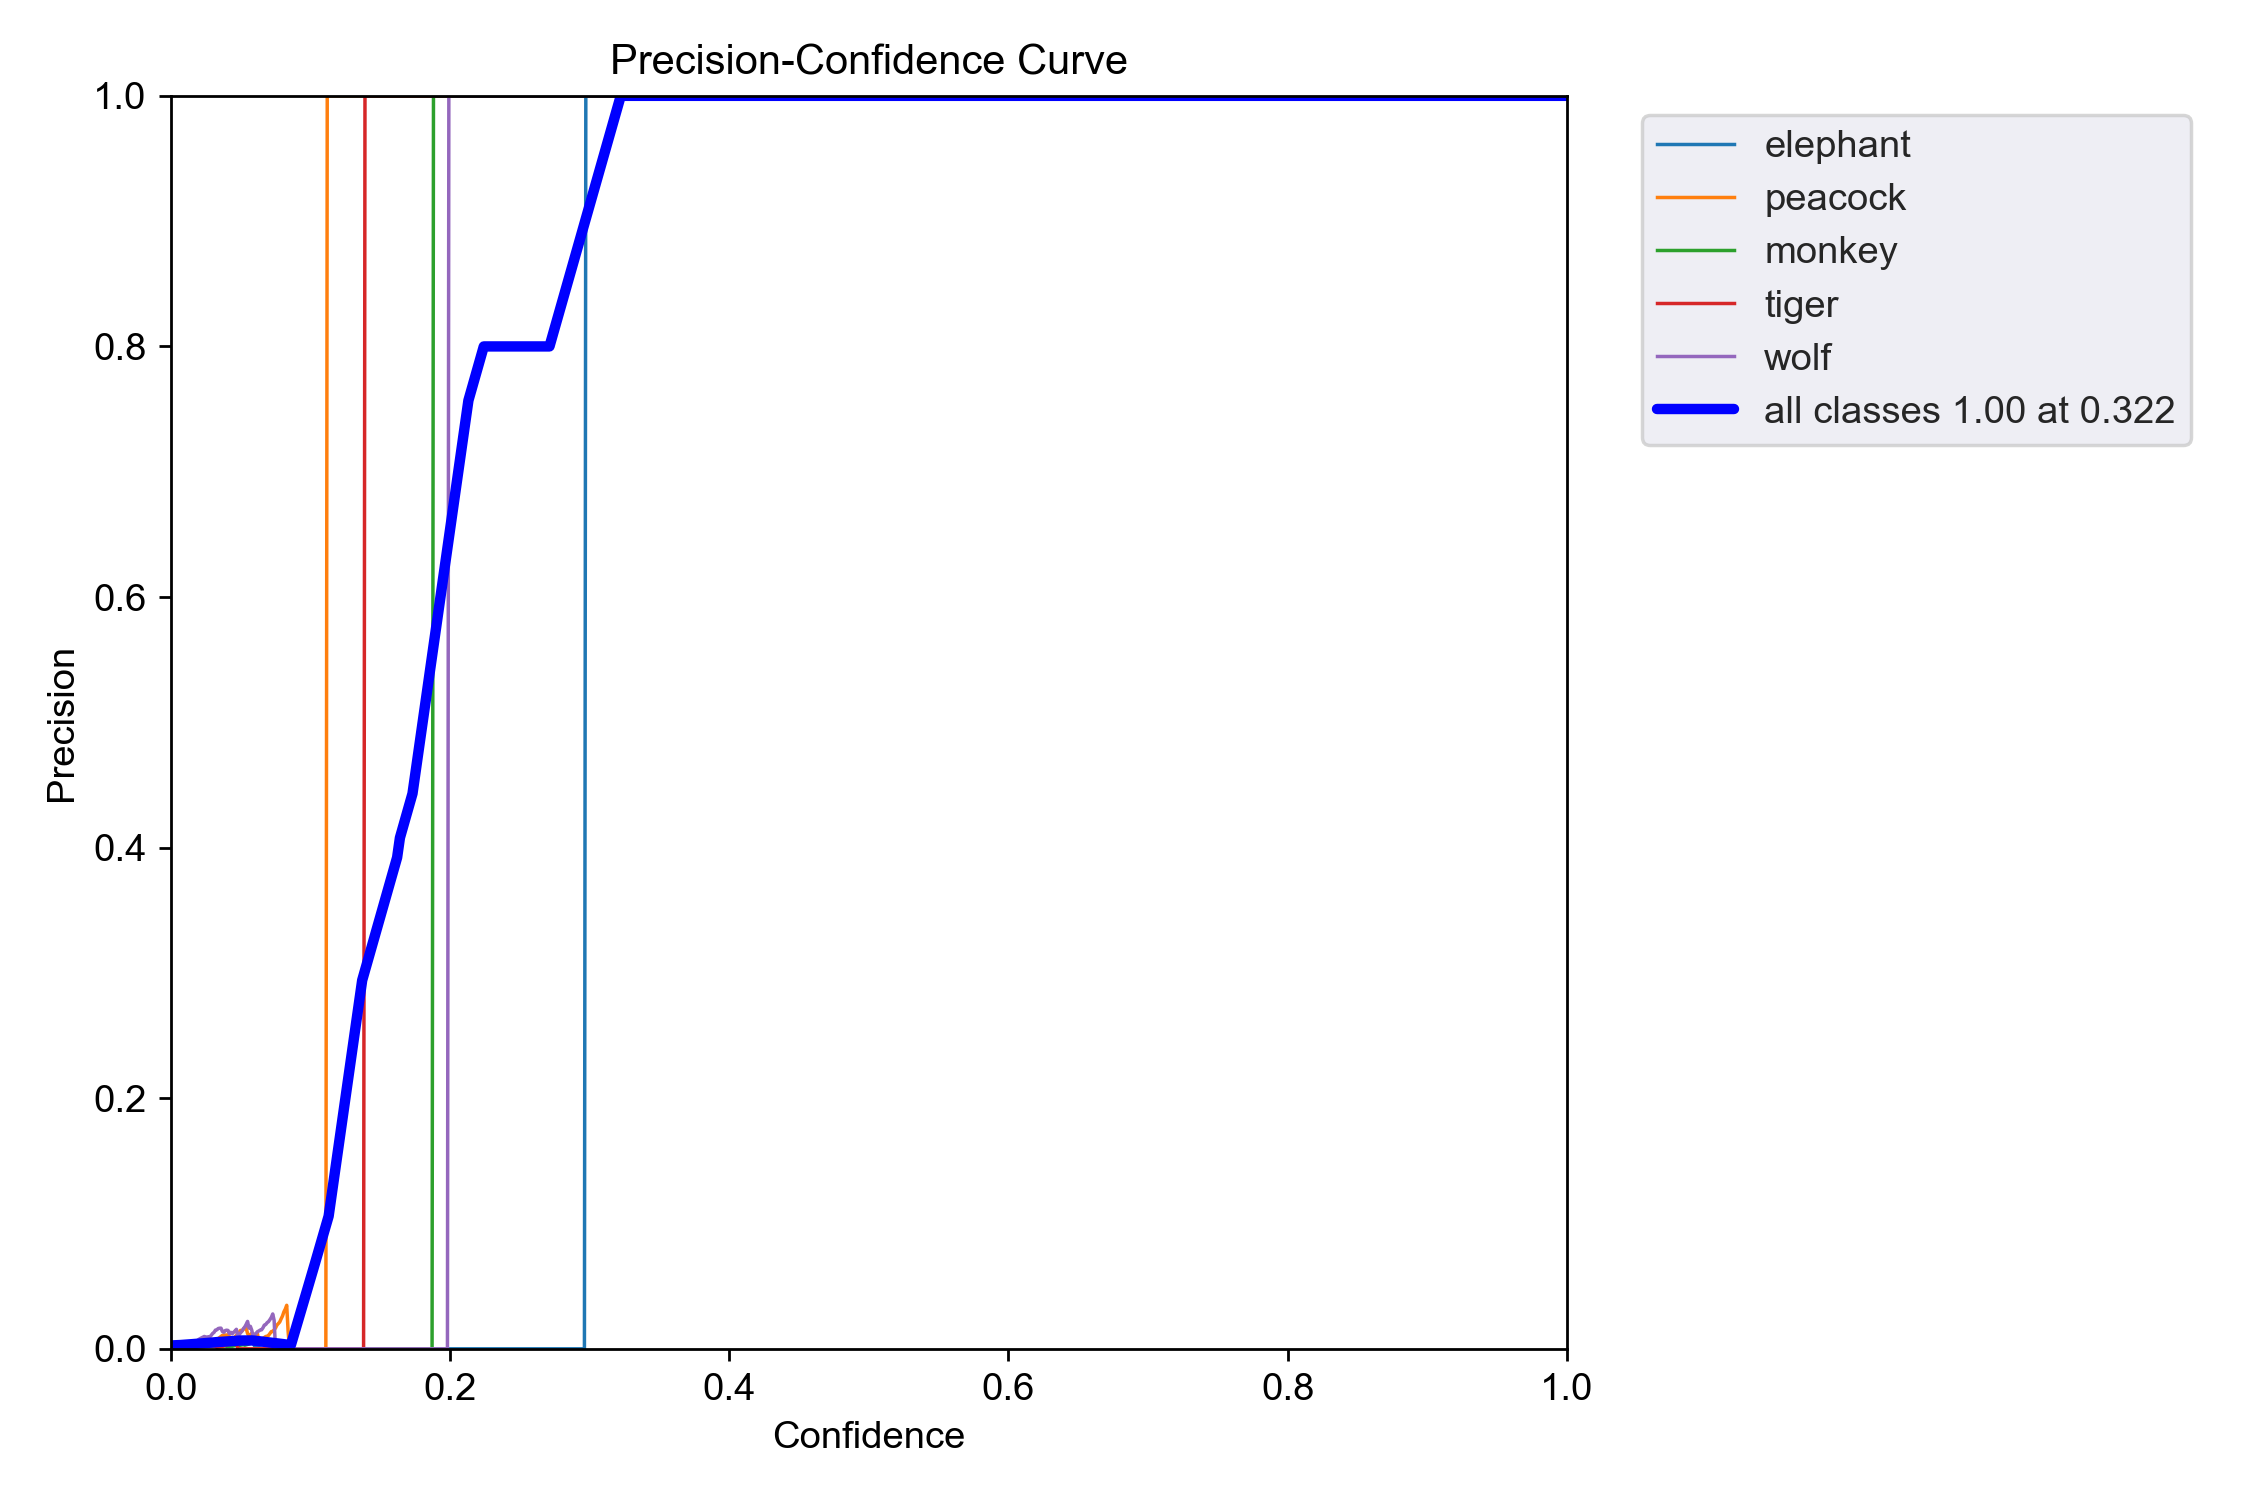 Precision-Confidence Curve
1.0
0.8
0.6
0.4
0.2
0.0
Precision
0.0 0.2 0.4 0.6 0.8 1.0
Confidence
elephant
peacock
monkey
tiger
wolf
all classes 1.00 at 0.322